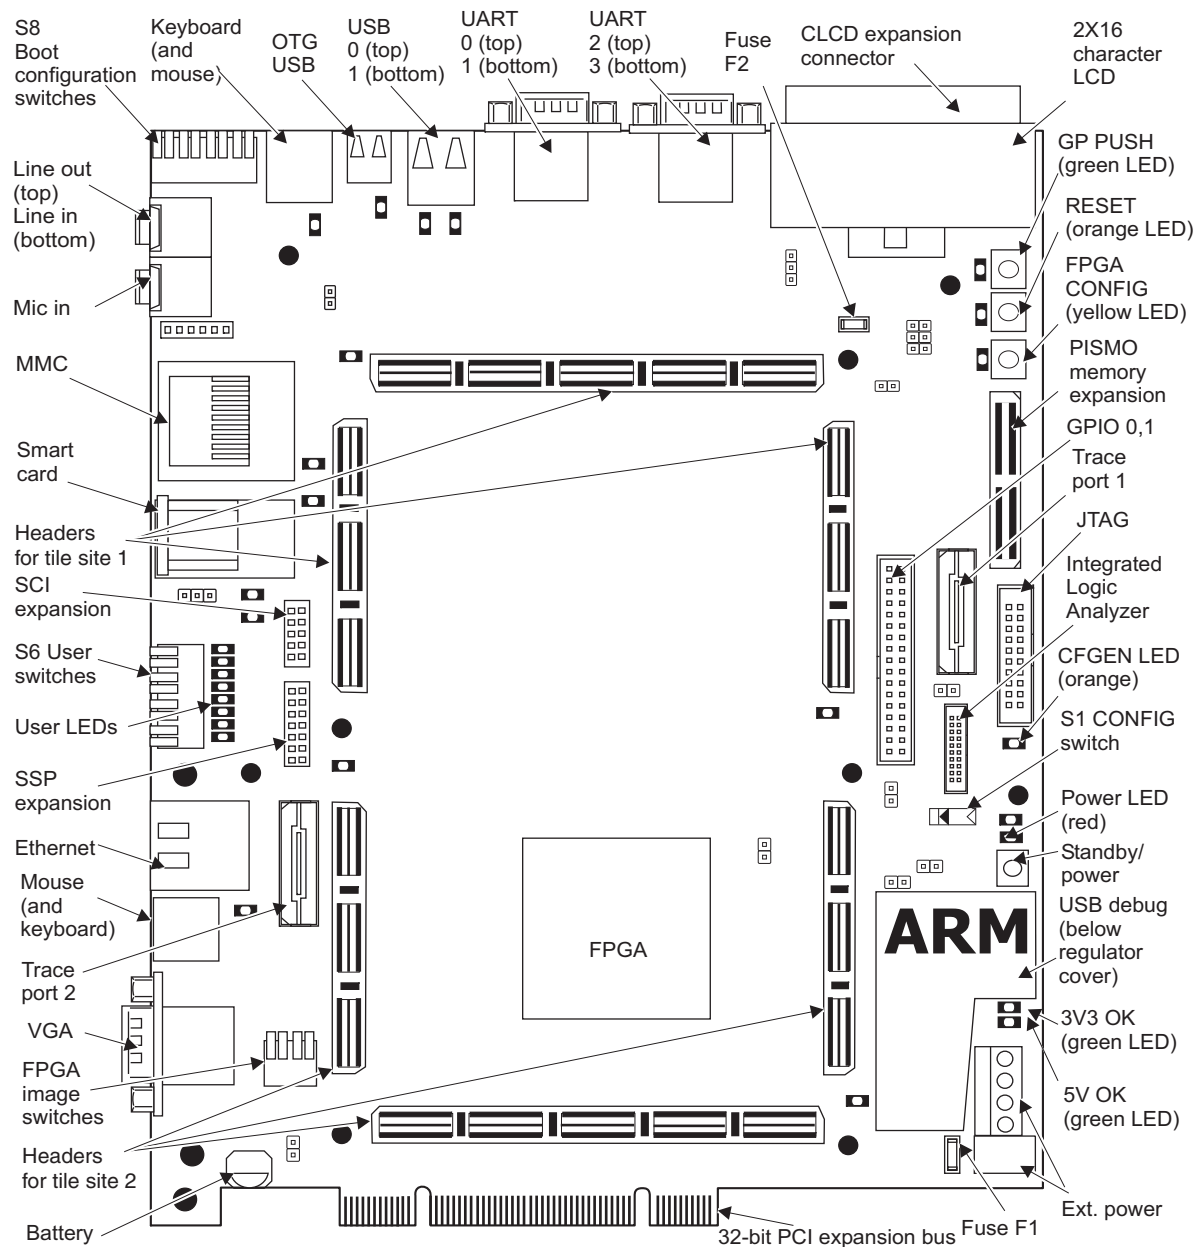 S8
Boot
configuration
switches
Keyboard
(and
mouse)
OTG
USB
USB
0 (top)
1 (bottom)
UART
0 (top)
1 (bottom)
UART
2 (top)
3 (bottom)
Fuse
F2
CLCD expansion
connector
2X16
character
LCD
Line out
(top)
Line in
(bottom)
Mic in
MMC
Smart
card
Headers
for tile site 1
SCI
expansion
S6 User
switches
User LEDs
SSP
expansion
Ethernet
Mouse
(and
keyboard)
Trace
port 2
VGA
FPGA
image
switches
Headers
for tile site 2
Battery
GP PUSH
(green LED)
RESET
(orange LED)
FPGA
CONFIG
(yellow LED)
PISMO
memory
expansion
GPIO 0,1
Trace
port 1
JTAG
Integrated
Logic
Analyzer
CFGEN LED
(orange)
S1 CONFIG
switch
Power LED
(red)
Standby/
power
USB debug
(below
regulator
cover)
3V3 OK
(green LED)
5V OK
(green LED)
Ext. power
Fuse F1
32-bit PCI expansion bus
FPGA
ARM